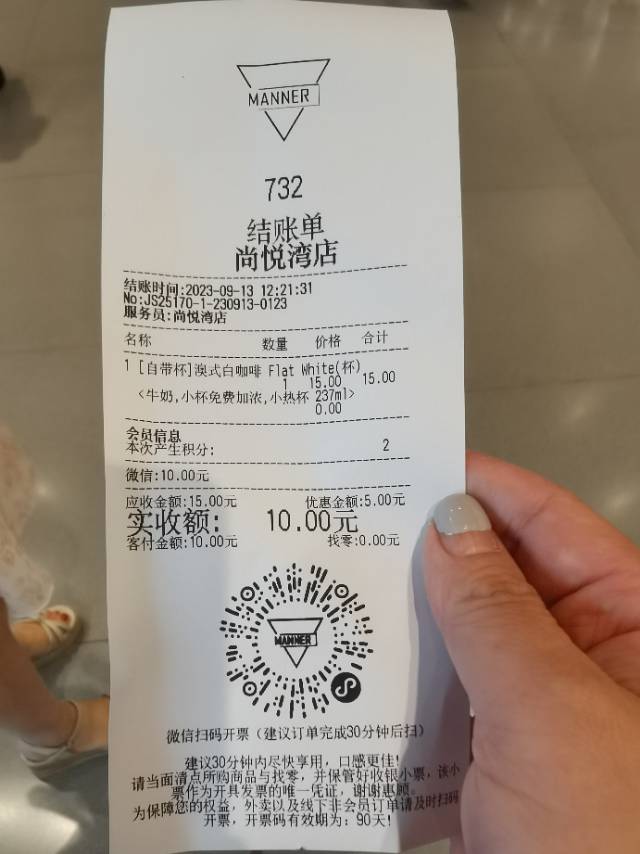 MANNER
732
结账单
尚悦湾店
结账时间:2023-09-13 12:21:31
No:JS25170-1-230913-0123
服务员:尚悦湾店
名称 数量 价格 合计
1 [自带杯]澳式白咖啡 Flat White(杯)
1 15.00 15.00
<牛奶,小杯免费加浓,小热杯 237ml>
0.00
会员信息
本次产生积分: 2
微信:10.00元
应收金额:15.00元 优惠金额:5.00元
实收额: 10.00元
客付金额:10.00元 找零:0.00元
MANNER
微信扫码开票（建议订单完成30分钟后扫）
建议30分钟内尽快享用，口感更佳!
请当面清点所购商品与找零，并保管好收银小票，该小
票作为开具发票的唯一凭证，谢谢惠顾。
为保障您的权益，外卖以及线下非会员订单请及时扫码
开票，开票码有效期为：90天!